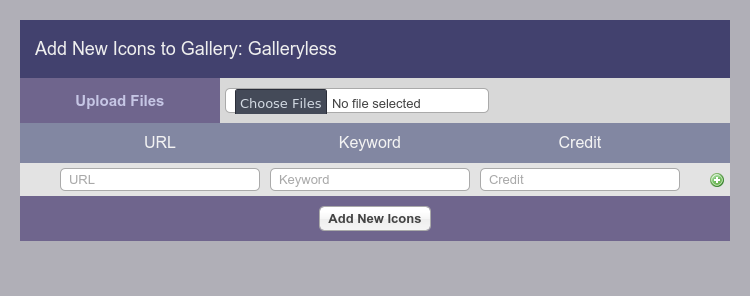 Add New Icons to Gallery: Galleryless
Upload Files Choose Files No file selected
URL Keyword Credit
URL Keyword Credit
Add New Icons